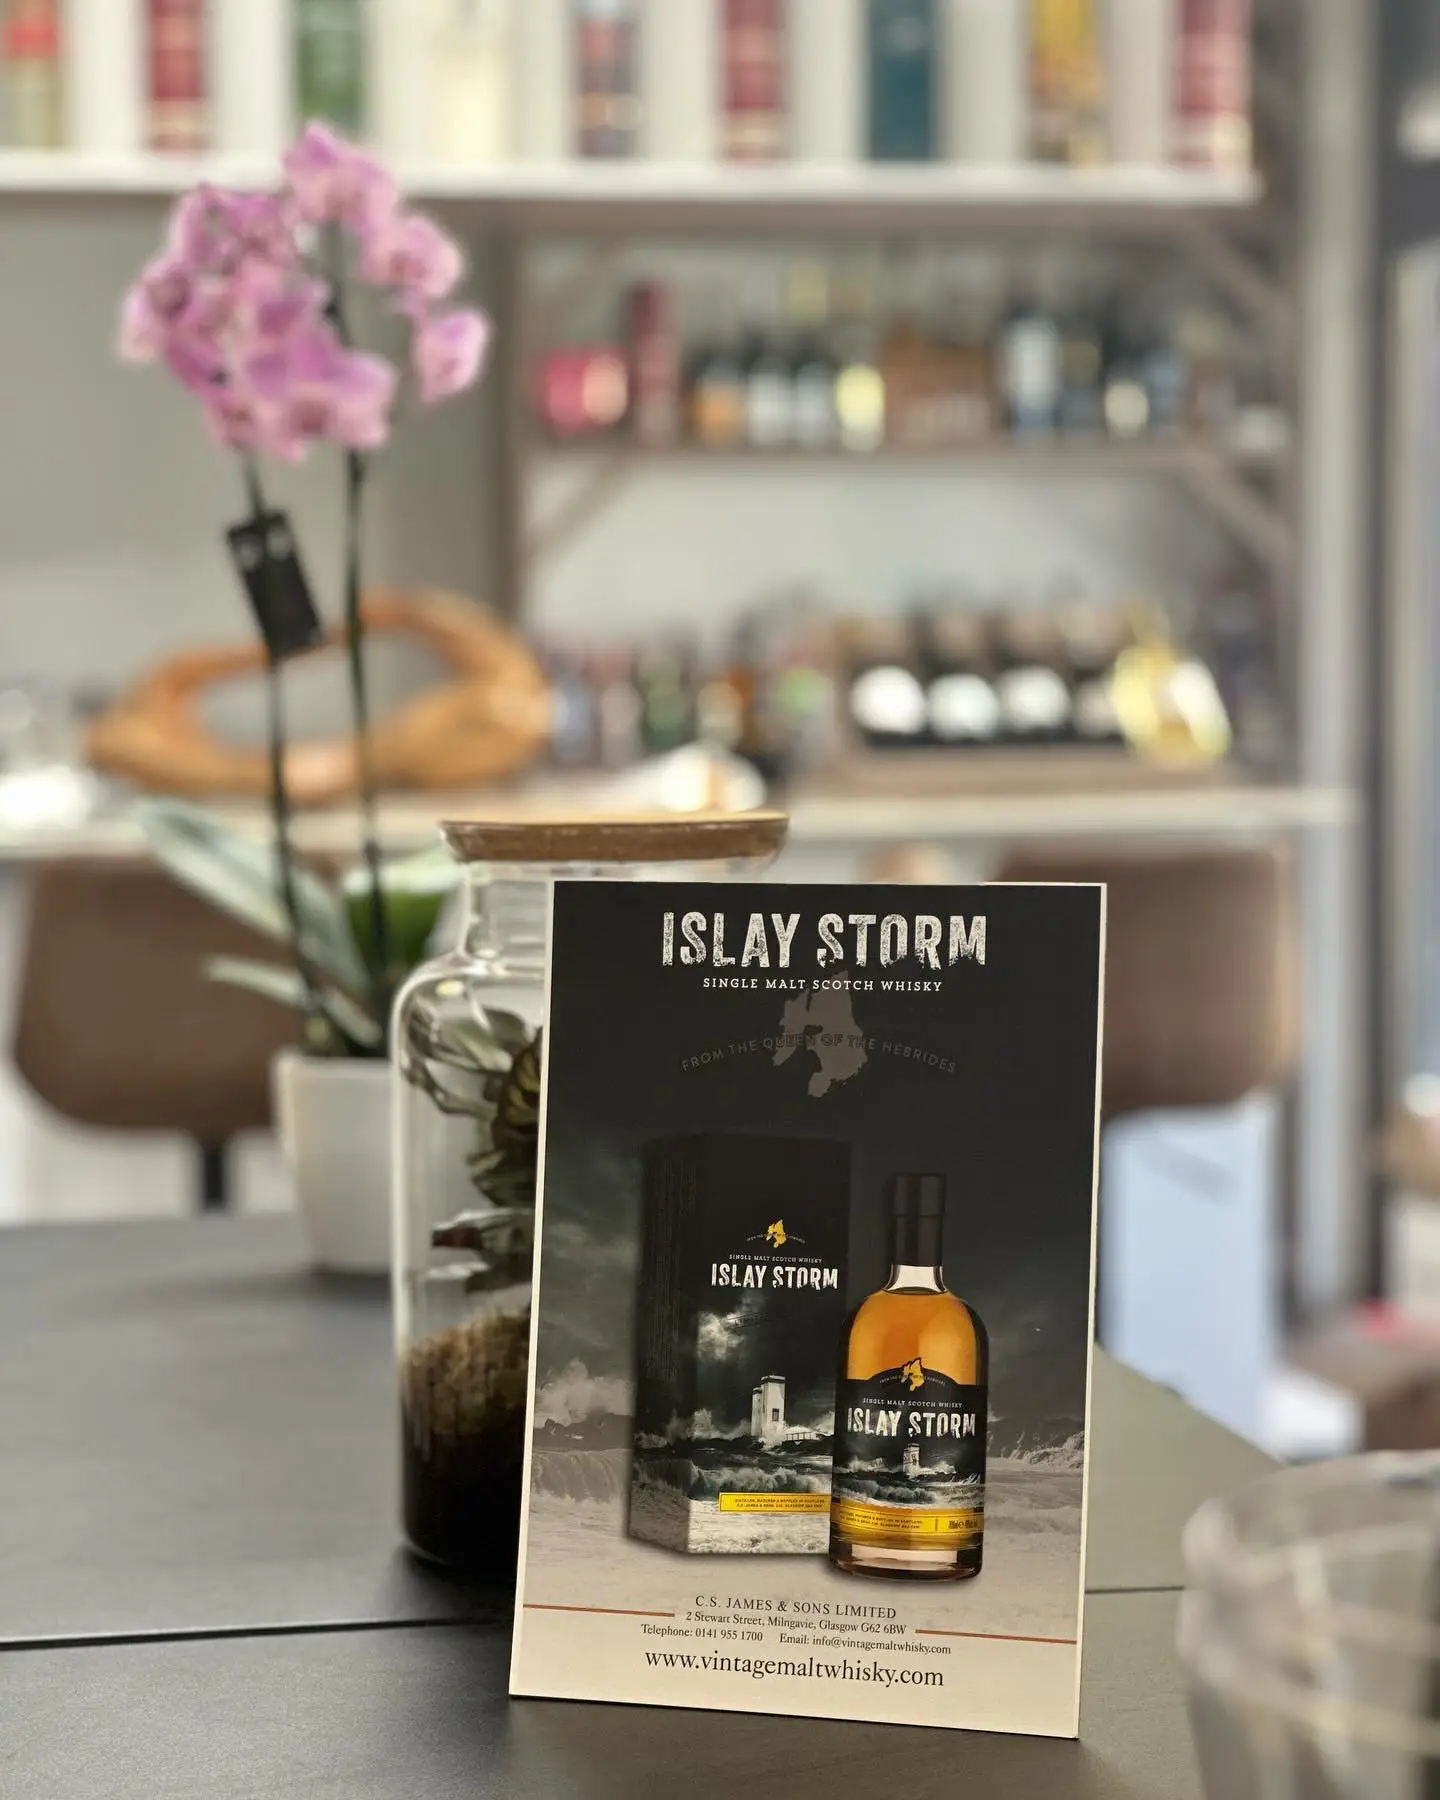 ISLAY STORM
SINGLE MALT SCOTCH WHISKY
FROM THE QUEEN OF THE HEBRIDES
SINGLE MALT SCOTCH WHISKY
ISLAY STORM
SINGLE MALT SCOTCH WHISKY
ISLAY STORM
C.S. JAMES & SONS LIMITED
2 Stewart Street, Milngavie, Glasgow G62 6BW
Telephone: 0141 955 1700 Email: info@vintagemaltwhisky.com
www.vintagemaltwhisky.com